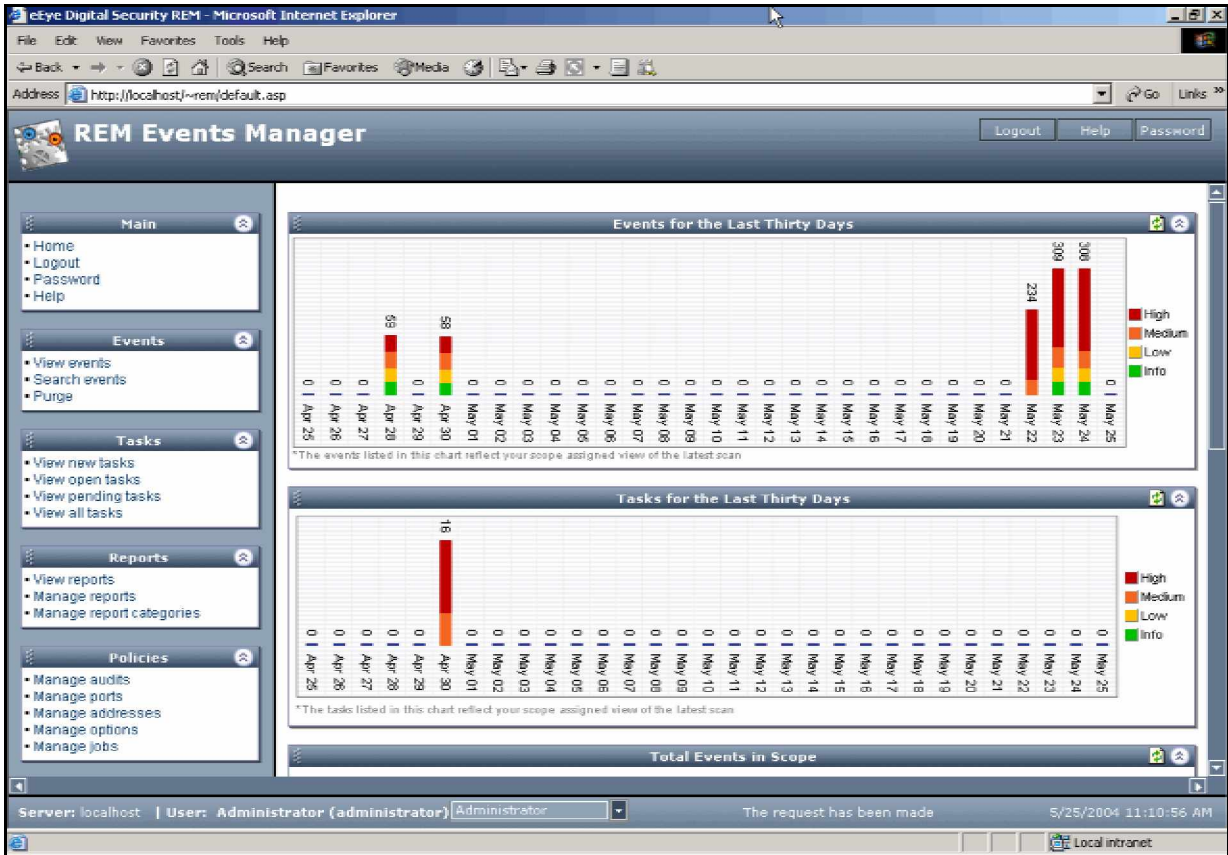 eEye Digital Security REM - Microsoft Internet Explorer
File Edit View Favorites Tools Help
Back Search Favorites Media
Address http://localhost/~rem/default.asp Go Links »
REM Events Manager
Logout Help Password
Main
Home
Logout
Password
Help
Events
View events
Search events
Purge
Tasks
View new tasks
View open tasks
View pending tasks
View all tasks
Reports
View reports
Manage reports
Manage report categories
Policies
Manage audits
Manage ports
Manage addresses
Manage options
Manage jobs
Events for the Last Thirty Days
0 0 0 59 0 58 0 0 0 0 0 0 0 0 0 0 0 0 0 0 0 0 0 0 0 0 0 234 309 308 0
Apr 25 Apr 26 Apr 27 Apr 28 Apr 29 Apr 30 May 01 May 02 May 03 May 04 May 05 May 06 May 07 May 08 May 09 May 10 May 11 May 12 May 13 May 14 May 15 May 16 May 17 May 18 May 19 May 20 May 21 May 22 May 23 May 24 May 25
High
Medium
Low
Info
*The events listed in this chart reflect your scope assigned view of the latest scan
Tasks for the Last Thirty Days
0 0 0 0 0 16 0 0 0 0 0 0 0 0 0 0 0 0 0 0 0 0 0 0 0 0 0 0 0 0 0
Apr 25 Apr 26 Apr 27 Apr 28 Apr 29 Apr 30 May 01 May 02 May 03 May 04 May 05 May 06 May 07 May 08 May 09 May 10 May 11 May 12 May 13 May 14 May 15 May 16 May 17 May 18 May 19 May 20 May 21 May 22 May 23 May 24 May 25
High
Medium
Low
Info
*The tasks listed in this chart reflect your scope assigned view of the latest scan
Total Events in Scope
Server: localhost | User: Administrator (administrator) Administrator The request has been made 5/25/2004 11:10:56 AM
Local intranet